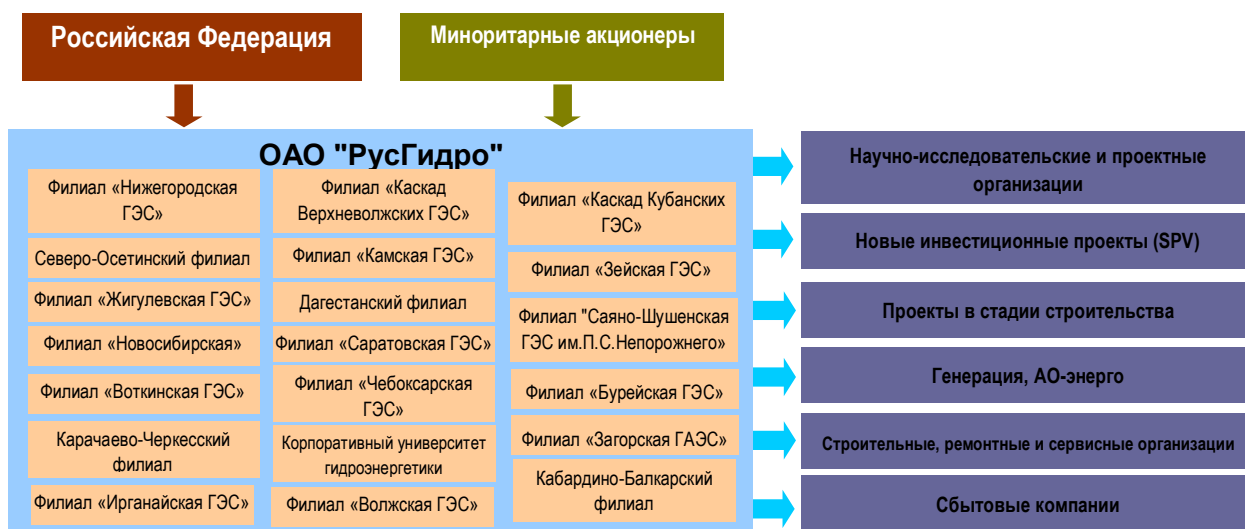 Российская Федерация
Миноритарные акционеры
ОАО "РусГидро"
Филиал «Нижегородская
ГЭС»
Северо-Осетинский филиал
Филиал «Жигулевская ГЭС»
Филиал «Новосибирская»
Филиал «Воткинская ГЭС»
Карачаево-Черкесский
филиал
Филиал «Ирганайская ГЭС»
Филиал «Каскад
Верхневолжских ГЭС»
Филиал «Камская ГЭС»
Дагестанский филиал
Филиал «Саратовская ГЭС»
Филиал «Чебоксарская
ГЭС»
Корпоративный университет
гидроэнергетики
Филиал «Волжская ГЭС»
Филиал «Каскад Кубанских
ГЭС»
Филиал «Зейская ГЭС»
Филиал "Саяно-Шушенская
ГЭС им.П.С.Непорожнего»
Филиал «Бурейская ГЭС»
Филиал «Загорская ГАЭС»
Кабардино-Балкарский
филиал
Научно-исследовательские и проектные
организации
Новые инвестиционные проекты (SPV)
Проекты в стадии строительства
Генерация, АО-энерго
Строительные, ремонтные и сервисные организации
Сбытовые компании